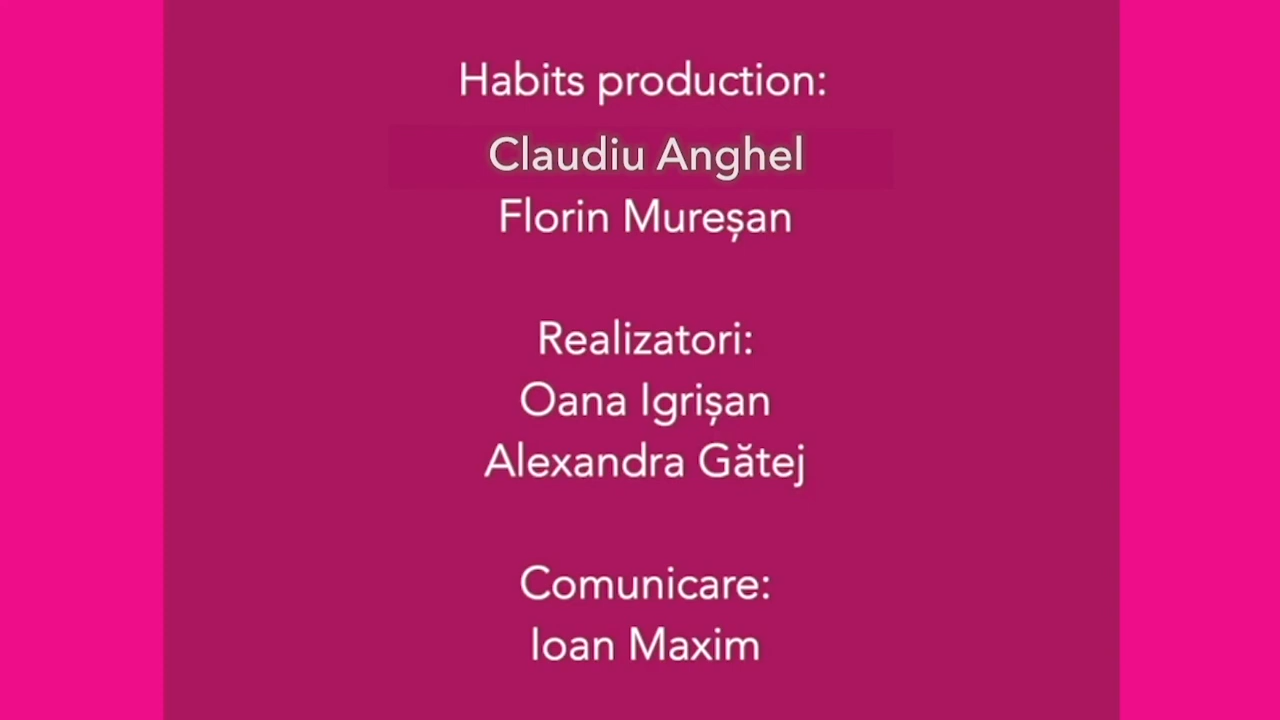 Habits production:
Claudiu Anghel
Florin Mureșan
Realizatori:
Oana Igrișan
Alexandra Gătej
Comunicare:
Ioan Maxim